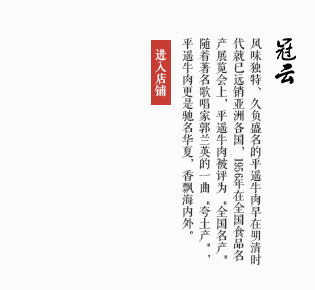 冠云
风味独特、久负盛名的平遥牛肉早在明清时
代就已远销亚洲各国，1956年在全国食品名
产展览会上，平遥牛肉被评为“全国名产”。
随着著名歌唱家郭兰英的一曲“夸土产”，
平遥牛肉更是驰名华夏，香飘海内外。
进入店铺